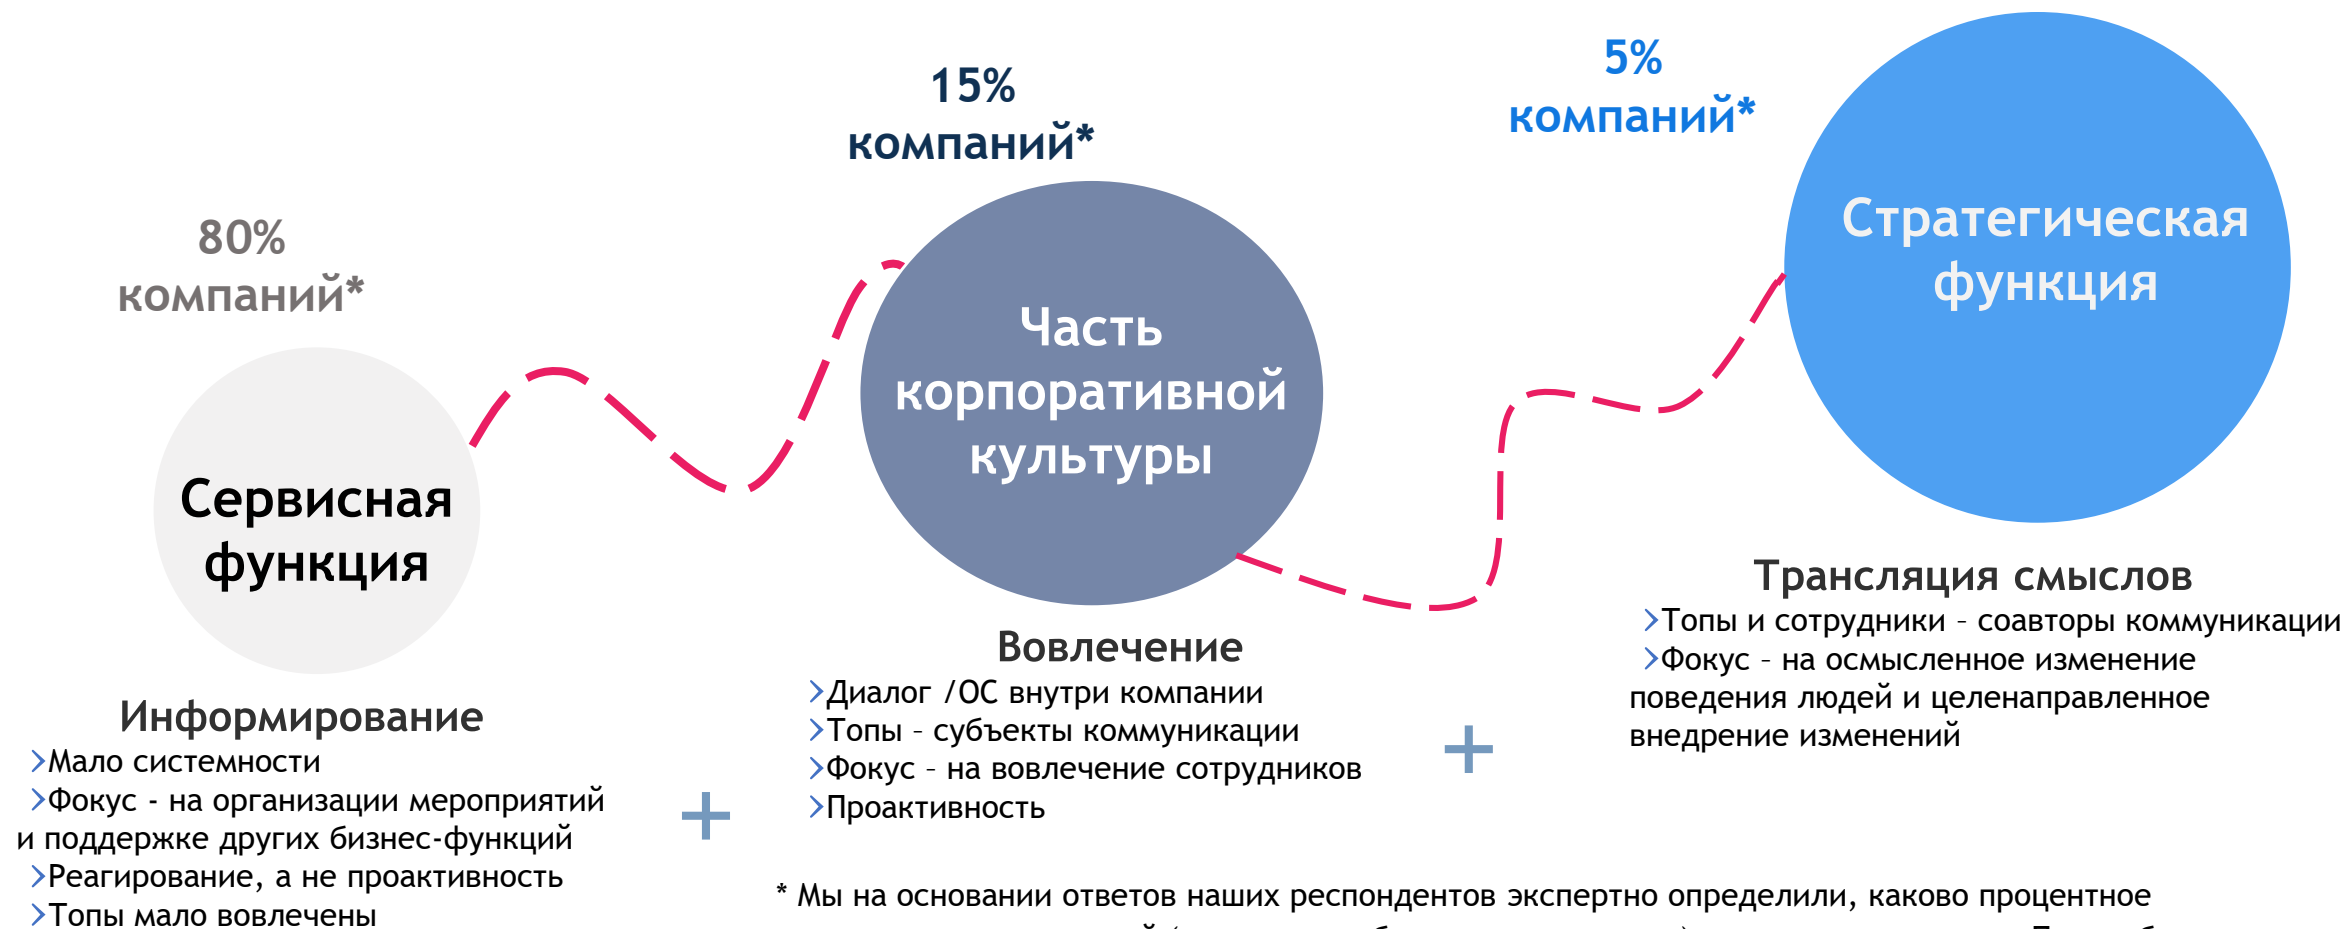 80%
компаний*
Сервисная
функция
Информирование
Мало системности
Фокус - на организации мероприятий
и поддержке других бизнес-функций
Реагирование, а не проактивность
Топы мало вовлечены
+
15%
компаний*
Часть
корпоративной
культуры
Вовлечение
Диалог /ОС внутри компании
Топы - субъекты коммуникации
Фокус - на вовлечение сотрудников
Проактивность
+
5%
компаний*
Стратегическая
функция
Трансляция смыслов
Топы и сотрудники - соавторы коммуникации
Фокус - на осмысленное изменение
поведения людей и целенаправленное
внедрение изменений
* Мы на основании ответов наших респондентов экспертно определили, каково процентное